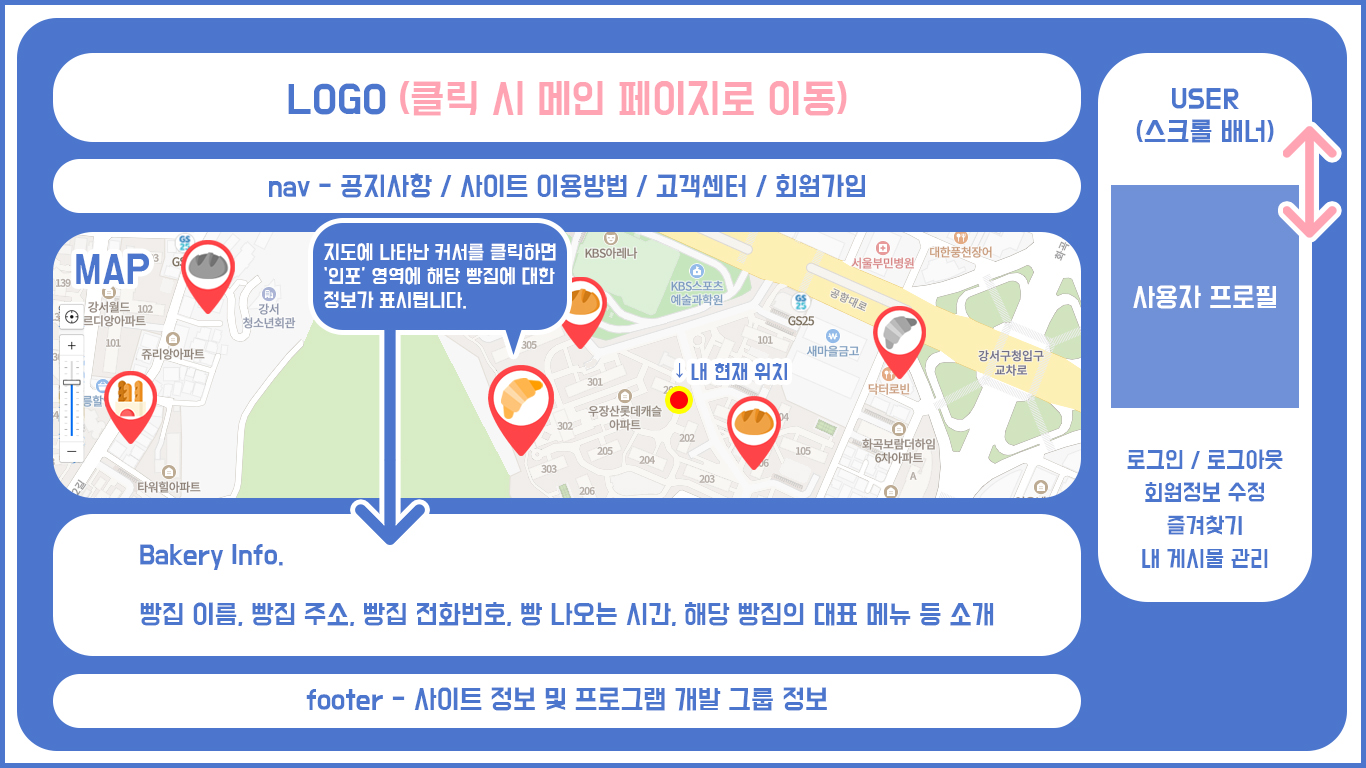 LOGO (클릭 시 메인 페이지로 이동)
nav - 공지사항 / 사이트 이용방법 / 고객센터 / 회원가입
USER
(스크롤 배너)
사용자 프로필
로그인 / 로그아웃
회원정보 수정
즐겨찾기
내 게시물 관리
MAP
지도에 나타난 커서를 클릭하면
'인포' 영역에 해당 빵집에 대한
정보가 표시됩니다.
↓ 내 현재 위치
GS
25
KBS아레나
서울부민병원
대한풍천장어
화곡
139
강서월드
르디앙아파트
102
강서
청소년회관
KBS스포츠
예술과학원
공항대로
GS
25
GS25
101
쥬리앙아파트
305
101
새마을금고
강서구청입구
교차로
301
닥터로빈
우장산롯데캐슬
아파트
302
202
205
204
105
303
203
206
화곡보람더하임
6차아파트
A
타워힐아파트
+
−
Bakery Info.
빵집 이름, 빵집 주소, 빵집 전화번호, 빵 나오는 시간, 해당 빵집의 대표 메뉴 등 소개
footer - 사이트 정보 및 프로그램 개발 그룹 정보